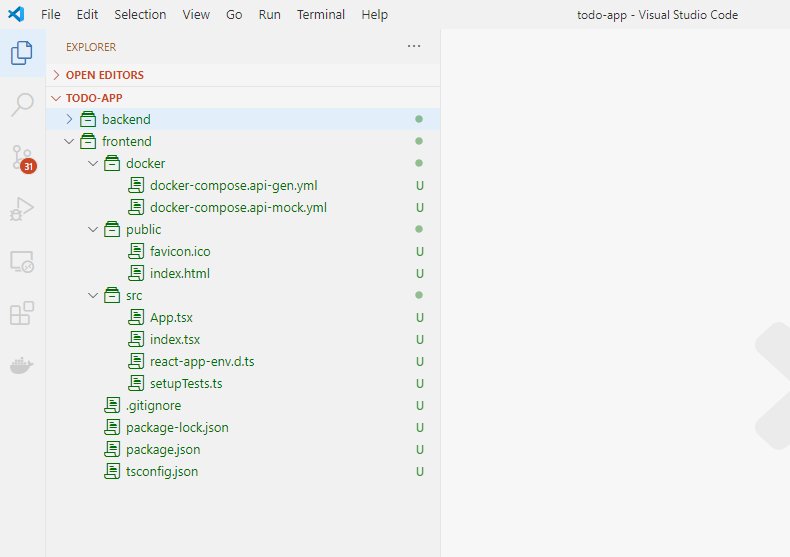 File Edit Selection View Go Run Terminal Help todo-app - Visual Studio Code
EXPLORER ...
OPEN EDITORS
TODO-APP
backend
frontend
docker
docker-compose.api-gen.yml U
docker-compose.api-mock.yml U
public
favicon.ico U
index.html U
src
App.tsx U
index.tsx U
react-app-env.d.ts U
setupTests.ts U
.gitignore U
package-lock.json U
package.json U
tsconfig.json U
31